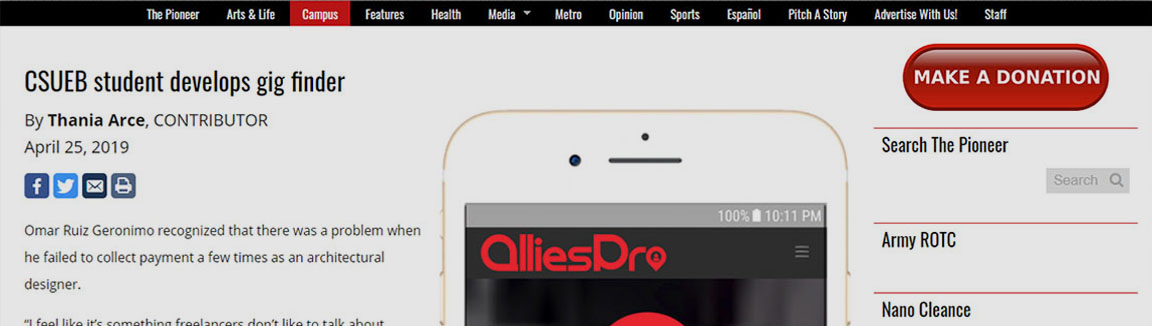 The Pioneer Arts & Life Campus Features Health Media Metro Opinion Sports Español Pitch A Story Advertise With Us! Staff
CSUEB student develops gig finder
By Thania Arce, CONTRIBUTOR
April 25, 2019
Omar Ruiz Geronimo recognized that there was a problem when
he failed to collect payment a few times as an architectural
designer.
“I feel like it’s something freelancers don’t like to talk about
100% 10:11 PM
AlliesPro
MAKE A DONATION
Search The Pioneer
Search
Army ROTC
Nano Cleance